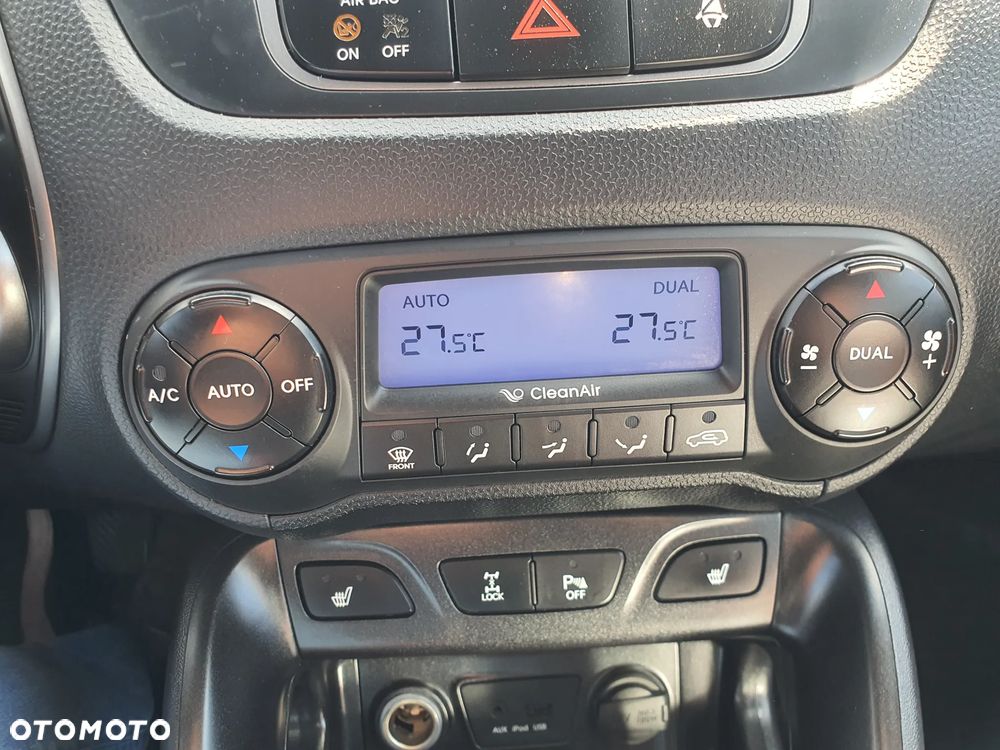 AIR BAG
ON OFF
AUTO DUAL
27.5°C 27.5°C
CleanAir
A/C AUTO OFF
DUAL
FRONT
LOCK
P OFF
AUX iPod USB
OTOMOTO